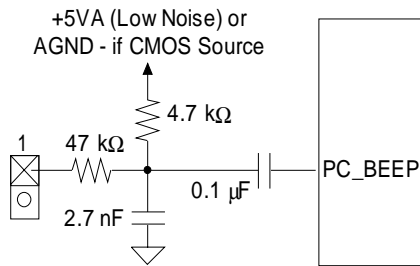 +5VA (Low Noise) or
AGND - if CMOS Source
4.7 kΩ
1
47 kΩ
PC_BEEP
0.1 µF
2.7 nF